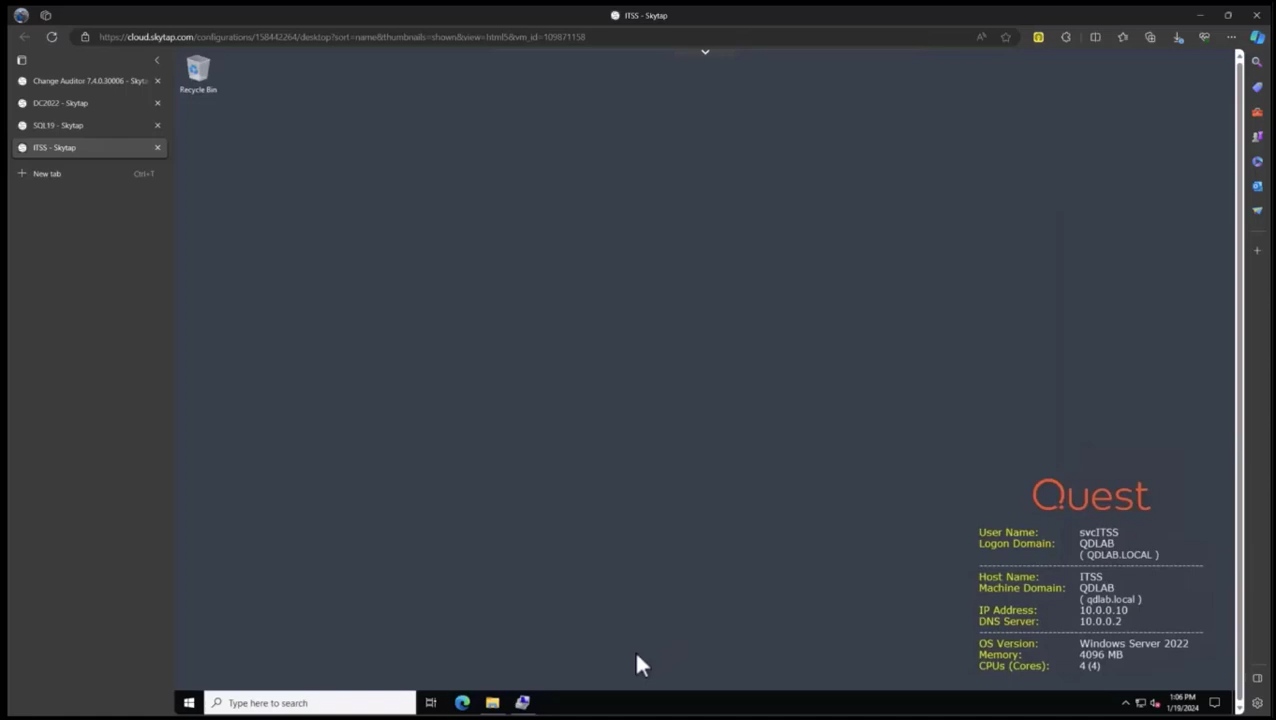 ITSS - Skytap
https://cloud.skytap.com/configurations/158442264/desktop?sort=name&thumbnails=shown&view=html5&vm_id=109871158
Change Auditor 7.4.0.30006 - Skyta
DC2022 - Skytap
SQL19 - Skytap
ITSS - Skytap
New tab Ctrl+T
Recycle Bin
Quest
User Name: svcITSS
Logon Domain: QDLAB
( QDLAB.LOCAL )
Host Name: ITSS
Machine Domain: QDLAB
( qdlab.local )
IP Address: 10.0.0.10
DNS Server: 10.0.0.2
OS Version: Windows Server 2022
Memory: 4096 MB
CPUs (Cores): 4 (4)
Type here to search
1:06 PM
1/19/2024